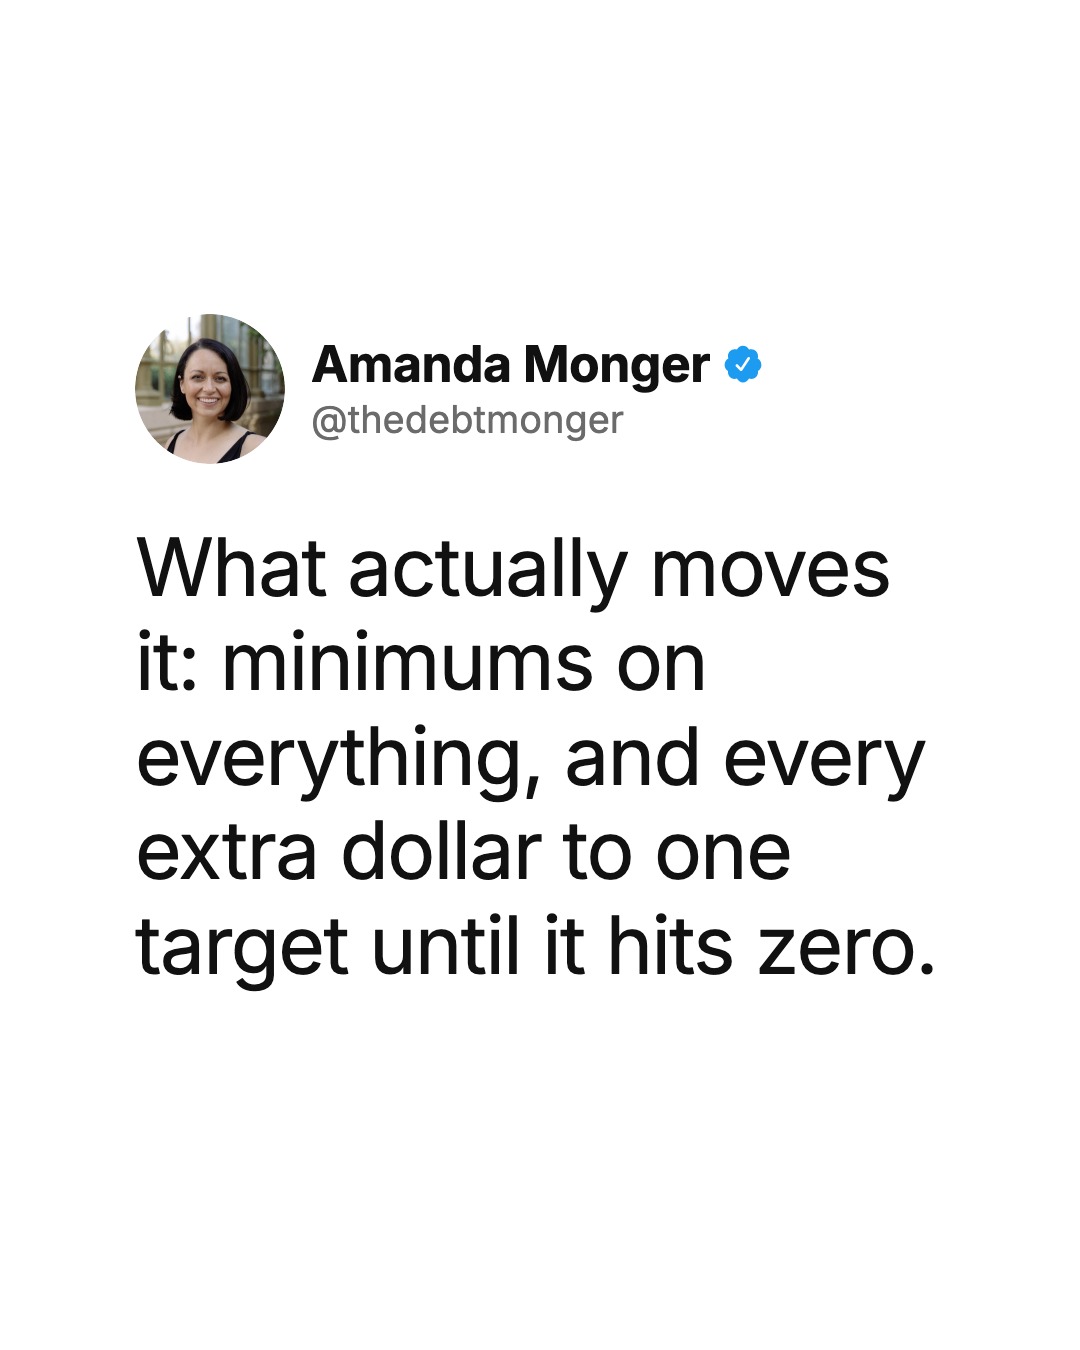 Amanda Monger
@thedebtmonger
What actually moves
it: minimums on
everything, and every
extra dollar to one
target until it hits zero.